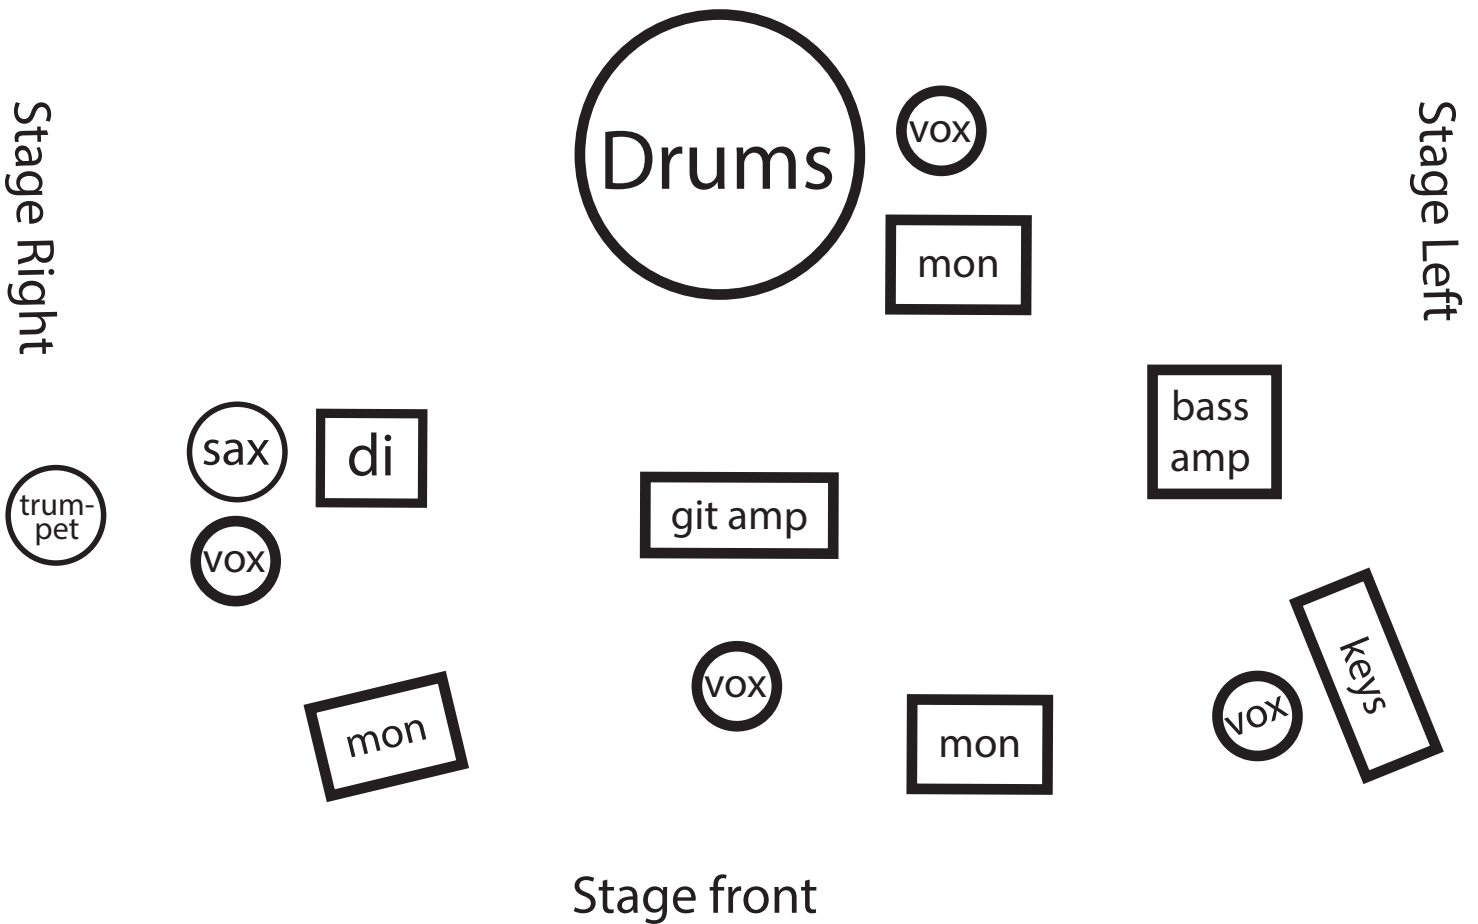 Stage Right
Drums
vox
mon
Stage Left
trum-
pet
sax
di
vox
git amp
bass
amp
mon
vox
mon
vox
keys
Stage front